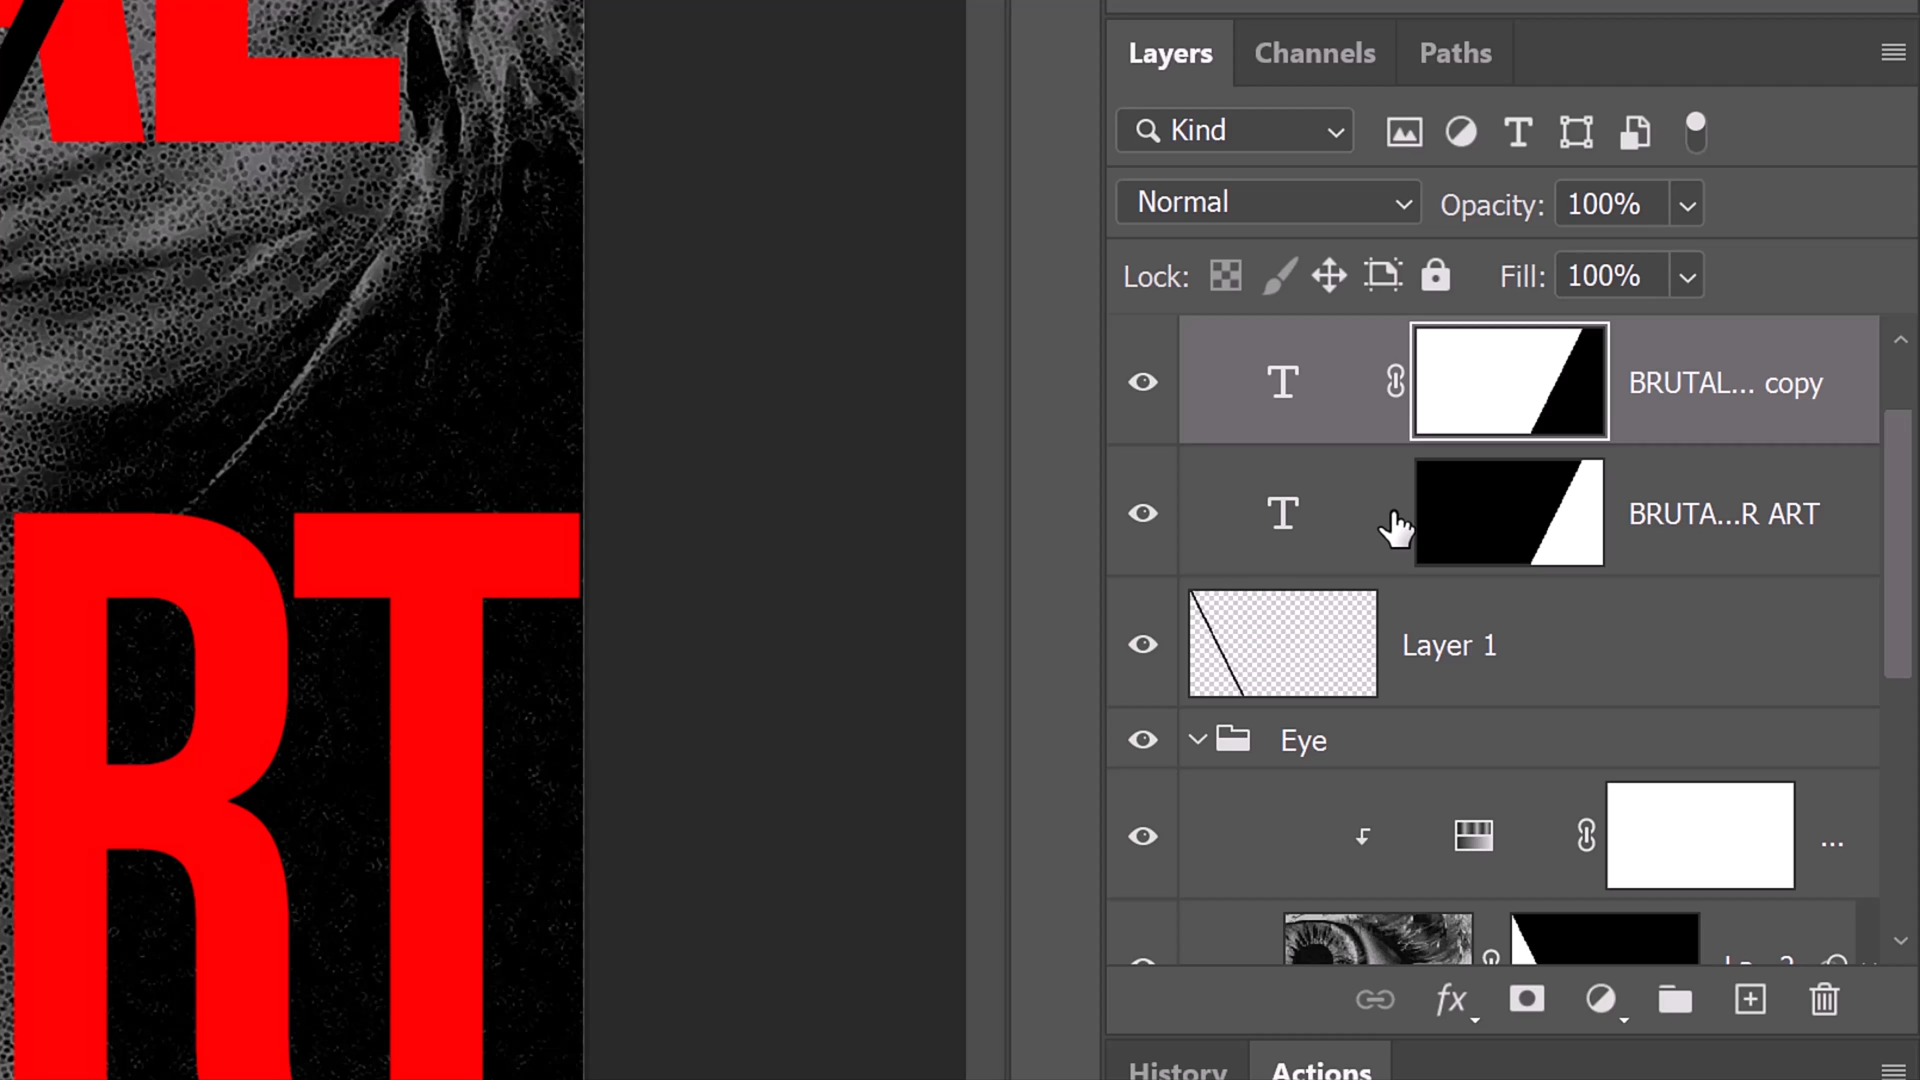 Layers Channels Paths
Kind
Normal Opacity: 100%
Lock: Fill: 100%
T BRUTAL... copy
T BRUTA...R ART
Layer 1
Eye
...
fx
History Actions
RT